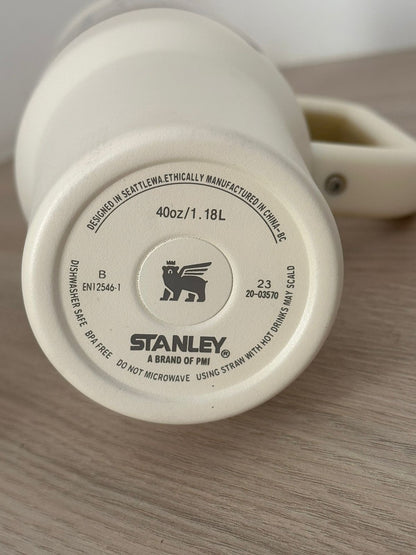 DESIGNED IN SEATTLEWA.ETHICALLY MANUFACTURED IN CHINA-BC
40oz/1.18L
B
EN12546-1
23
20-03570
STANLEY®
A BRAND OF PMI
DISHWASHER SAFE BPA FREE DO NOT MICROWAVE USING STRAW WITH HOT DRINKS MAY SCALD